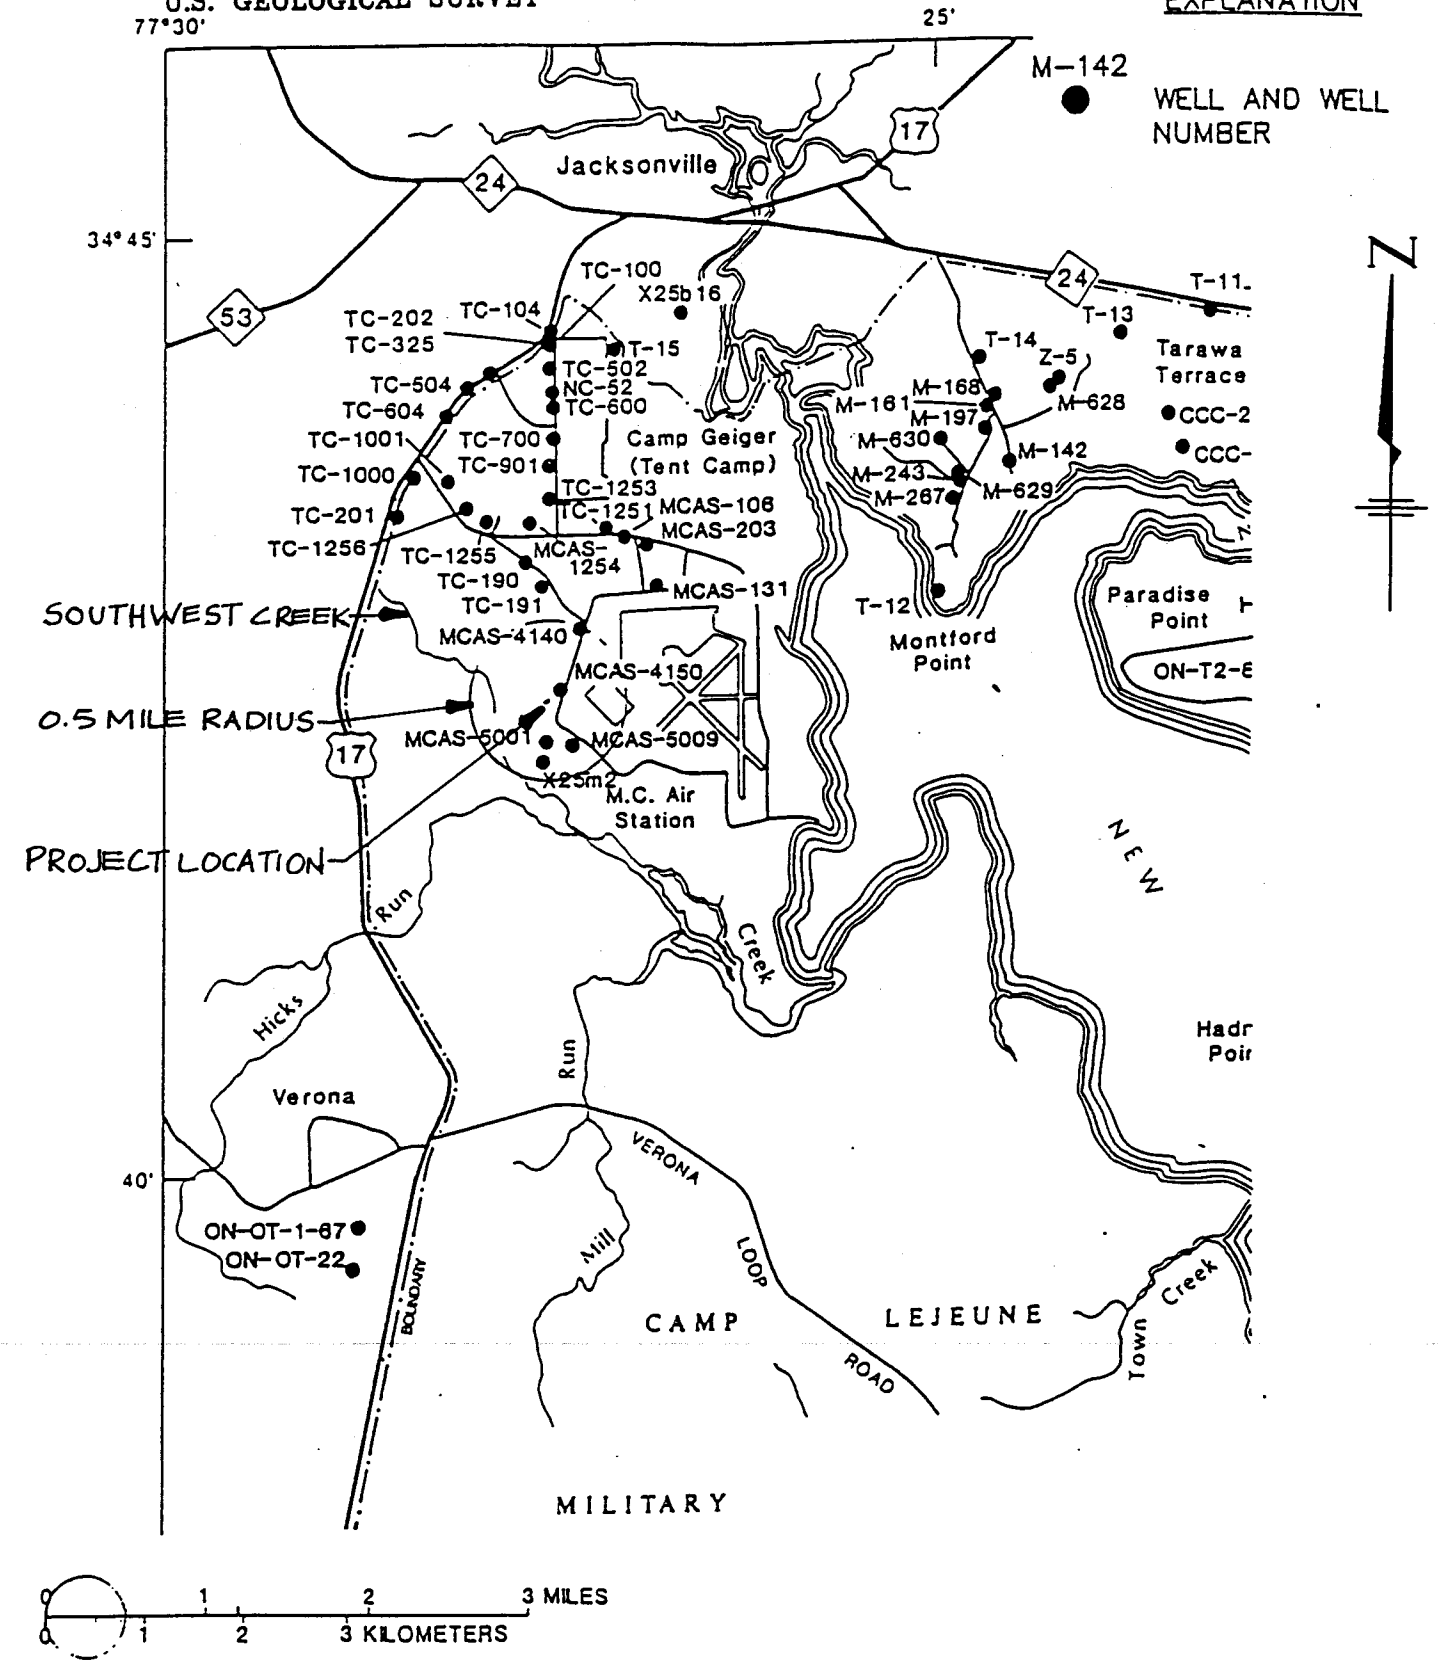 U.S. GEOLOGICAL SURVEY
EXPLANATION
77°30'
25'
M-142
WELL AND WELL
NUMBER
17
Jacksonville
24
34°45'
N
TC-100
X25b16
24
T-11
53
TC-104
TC-202
TC-325
T-13
T-15
T-14
Tarawa
Terrace
Z-5
TC-502
NC-52
TC-600
TC-504
TC-604
M-168
M-161
M-197
M-628
CCC-2
TC-1001
TC-700
TC-901
Camp Geiger
(Tent Camp)
M-630
M-142
CCC-
TC-1000
M-243
M-267
M-629
TC-1253
TC-1251
MCAS-106
MCAS-203
TC-201
TC-1256
TC-1255
MCAS-
1254
TC-190
TC-191
MCAS-131
SOUTHWEST CREEK
T-12
Paradise
Point
MCAS-4140
Montford
Point
MCAS-4150
ON-T2-6
0.5 MILE RADIUS
MCAS-5001
MCAS-5009
17
X25m2
M.C. Air
Station
NEW
PROJECT LOCATION
Run
Creek
Hicks
Hadr
Poir
Run
Verona
VERONA
40'
ON-OT-1-67
ON-OT-22
Mill
LOOP
BOUNDARY
Creek
CAMP
LEJEUNE
Town
ROAD
MILITARY
0 1 2 3 MILES
0 1 2 3 KILOMETERS